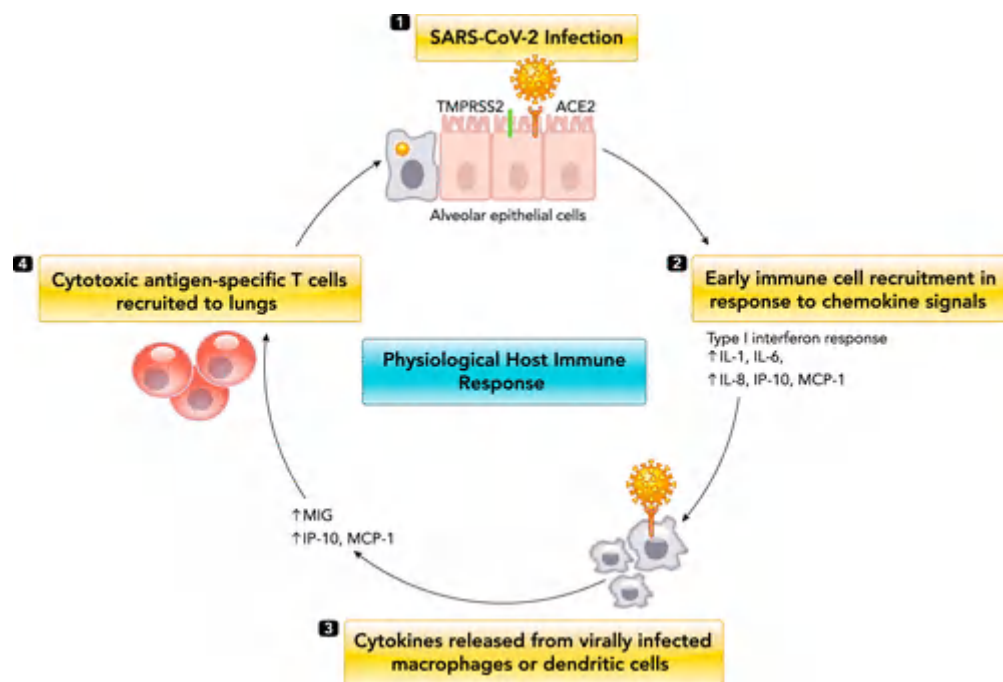 1
SARS-CoV-2 Infection
TMPRSS2
ACE2
Alveolar epithelial cells
2
Early immune cell recruitment in
response to chemokine signals
Type I interferon response
↑IL-1, IL-6,
↑IL-8, IP-10, MCP-1
3
Cytokines released from virally infected
macrophages or dendritic cells
↑MIG
↑IP-10, MCP-1
4
Cytotoxic antigen-specific T cells
recruited to lungs
Physiological Host Immune
Response